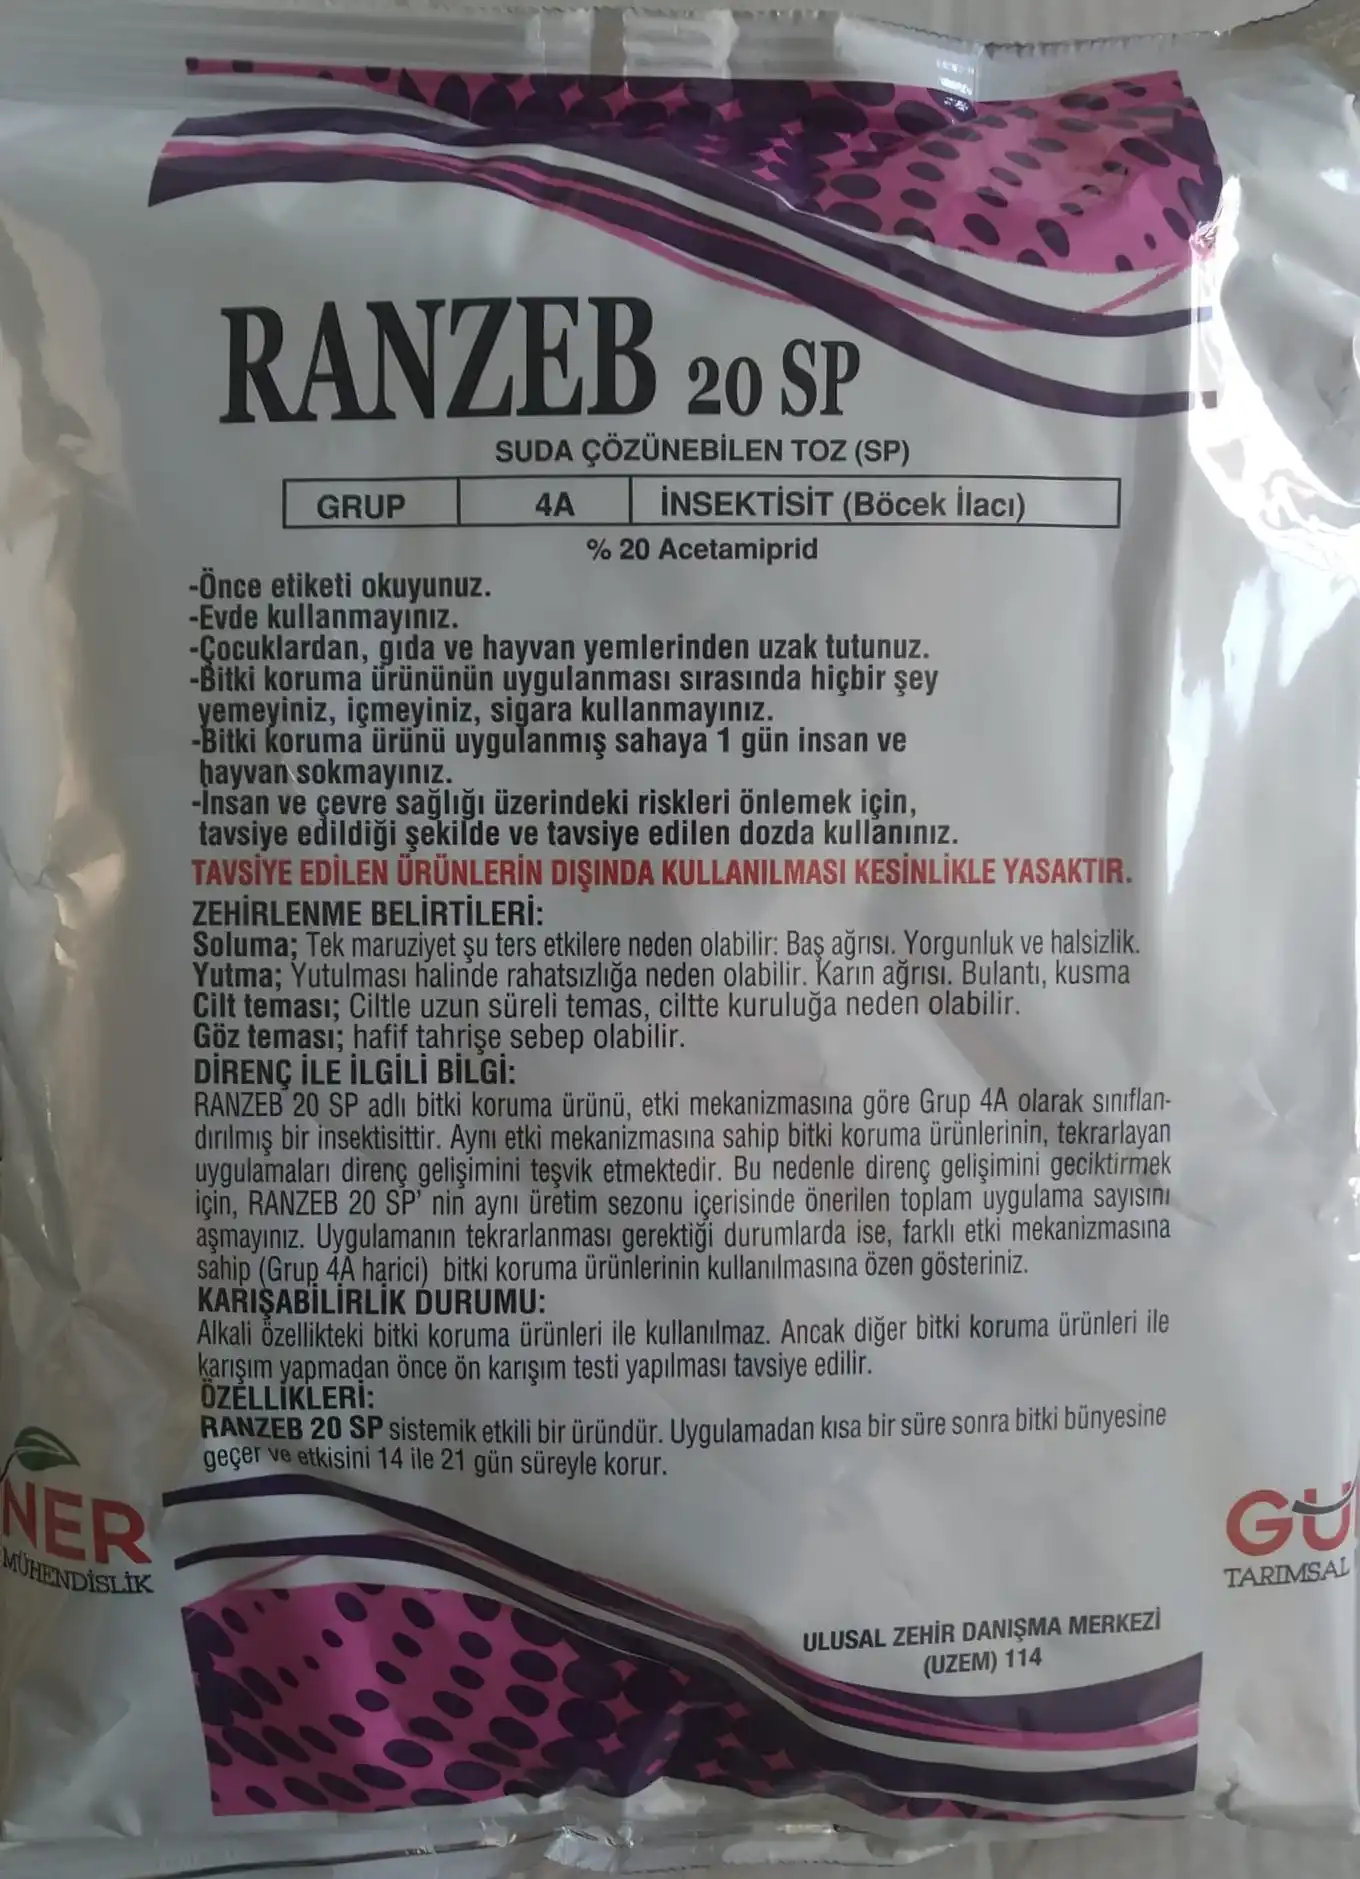 RANZEB 20 SP
SUDA ÇÖZÜNEBİLEN TOZ (SP)
GRUP 4A İNSEKTİSİT (Böcek İlacı)
% 20 Acetamiprid
-Önce etiketi okuyunuz.
-Evde kullanmayınız.
-Çocuklardan, gıda ve hayvan yemlerinden uzak tutunuz.
-Bitki koruma ürününün uygulanması sırasında hiçbir şey
yemeyiniz, içmeyiniz, sigara kullanmayınız.
-Bitki koruma ürünü uygulanmış sahaya 1 gün insan ve
hayvan sokmayınız.
-İnsan ve çevre sağlığı üzerindeki riskleri önlemek için,
tavsiye edildiği şekilde ve tavsiye edilen dozda kullanınız.
TAVSİYE EDİLEN ÜRÜNLERİN DIŞINDA KULLANILMASI KESİNLİKLE YASAKTIR.
ZEHİRLENME BELİRTİLERİ:
Soluma; Tek maruziyet şu ters etkilere neden olabilir: Baş ağrısı. Yorgunluk ve halsizlik.
Yutma; Yutulması halinde rahatsızlığa neden olabilir. Karın ağrısı. Bulantı, kusma
Cilt teması; Ciltle uzun süreli temas, ciltte kuruluğa neden olabilir.
Göz teması; hafif tahrişe sebep olabilir.
DİRENÇ İLE İLGİLİ BİLGİ:
RANZEB 20 SP adlı bitki koruma ürünü, etki mekanizmasına göre Grup 4A olarak sınıflan-
dırılmış bir insektisittir. Aynı etki mekanizmasına sahip bitki koruma ürünlerinin, tekrarlayan
uygulamaları direnç gelişimini teşvik etmektedir. Bu nedenle direnç gelişimini geciktirmek
için, RANZEB 20 SP' nin aynı üretim sezonu içerisinde önerilen toplam uygulama sayısını
aşmayınız. Uygulamanın tekrarlanması gerektiği durumlarda ise, farklı etki mekanizmasına
sahip (Grup 4A harici) bitki koruma ürünlerinin kullanılmasına özen gösteriniz.
KARIŞABİLİRLİK DURUMU:
Alkali özellikteki bitki koruma ürünleri ile kullanılmaz. Ancak diğer bitki koruma ürünleri ile
karışım yapmadan önce ön karışım testi yapılması tavsiye edilir.
ÖZELLİKLERİ:
RANZEB 20 SP sistemik etkili bir üründür. Uygulamadan kısa bir süre sonra bitki bünyesine
geçer ve etkisini 14 ile 21 gün süreyle korur.
NER
MÜHENDİSLİK
GÜ
TARIMSAL
ULUSAL ZEHİR DANIŞMA MERKEZİ
(UZEM) 114